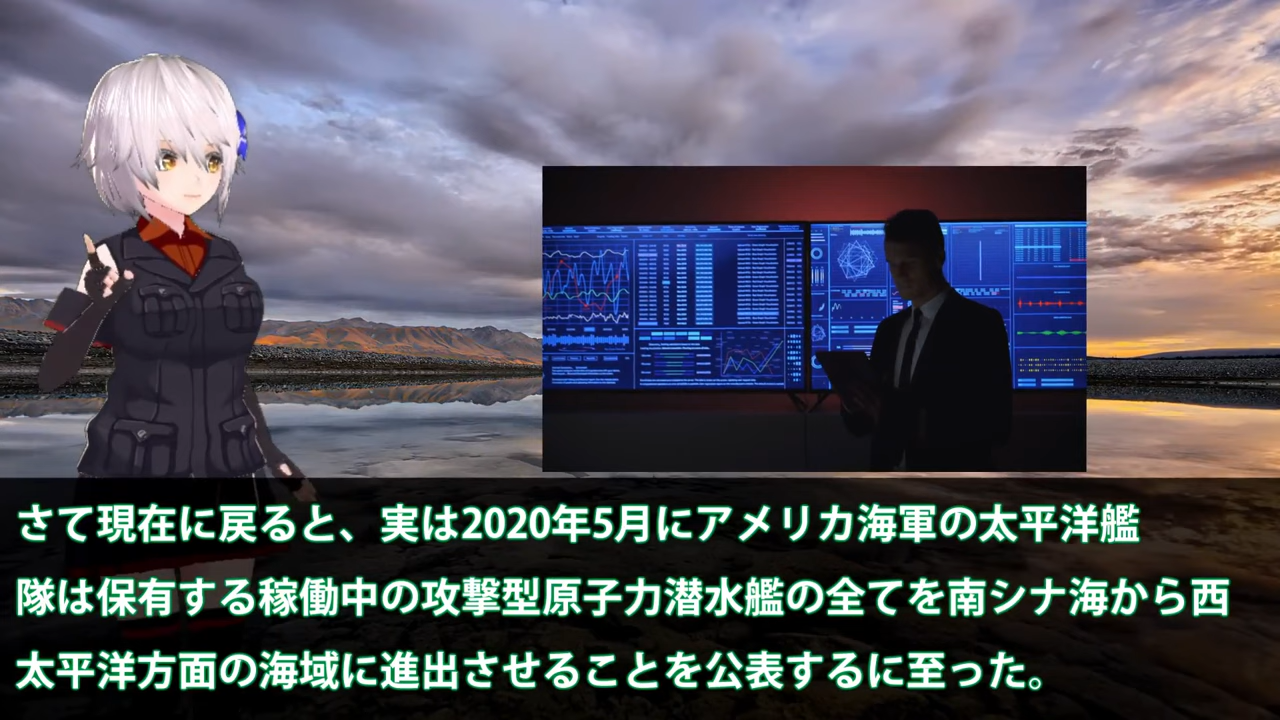 さて現在に戻ると、実は2020年5月にアメリカ海軍の太平洋艦
隊は保有する稼働中の攻撃型原子力潜水艦の全てを南シナ海から西
太平洋方面の海域に進出させることを公表するに至った。